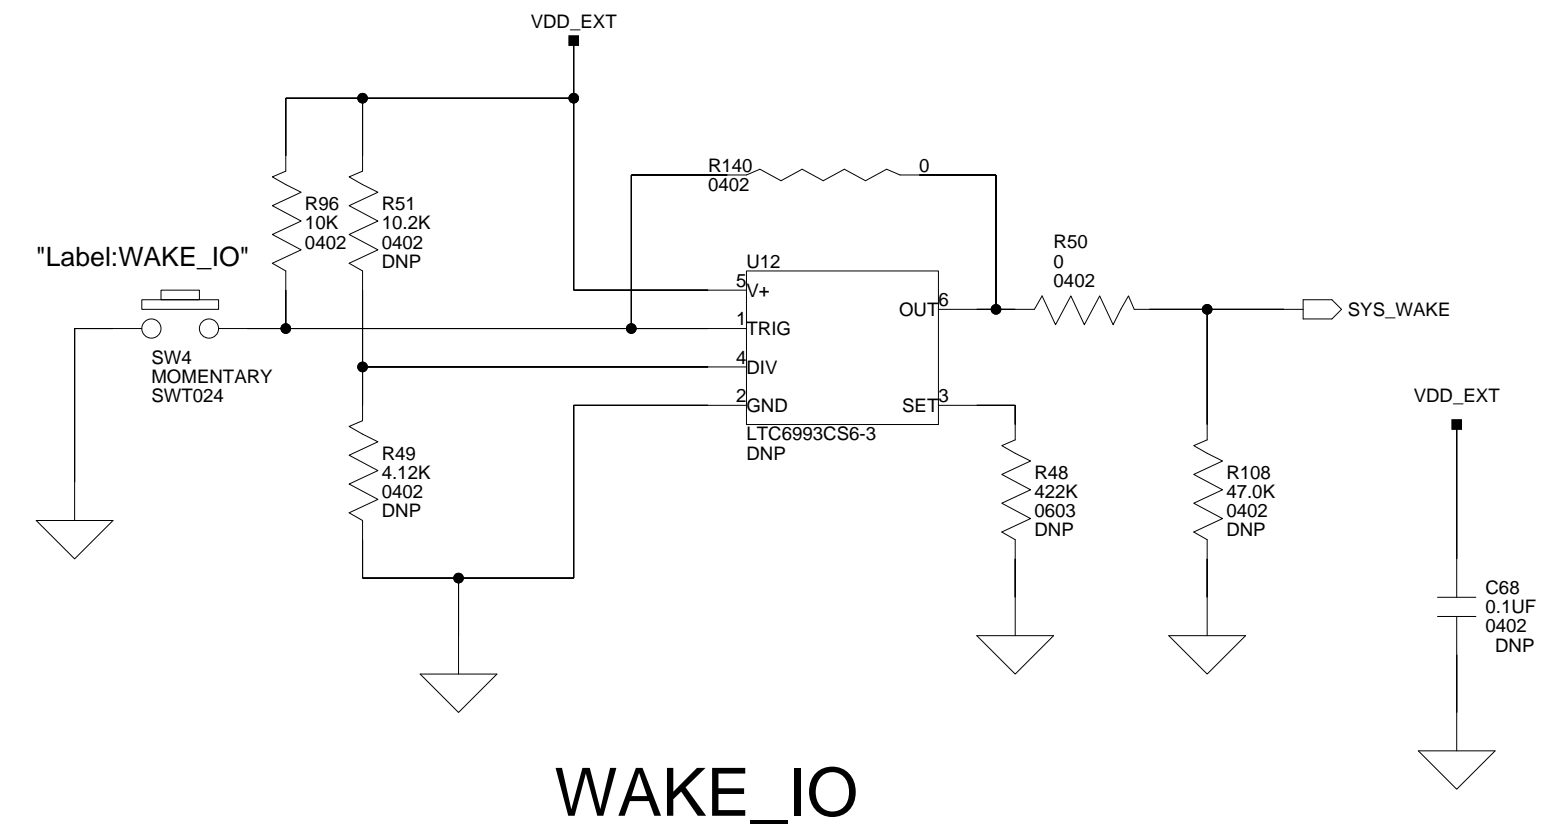 VDD_EXT
R140
0402
0
R96
10K
0402
R51
10.2K
0402
DNP
"Label:WAKE_IO"
SW4
MOMENTARY
SWT024
U12
5
V+
1
TRIG
4
DIV
2
GND
OUT
6
SET
3
LTC6993CS6-3
DNP
R50
0
0402
SYS_WAKE
R49
4.12K
0402
DNP
R48
422K
0603
DNP
R108
47.0K
0402
DNP
VDD_EXT
C68
0.1UF
0402
DNP
WAKE_IO